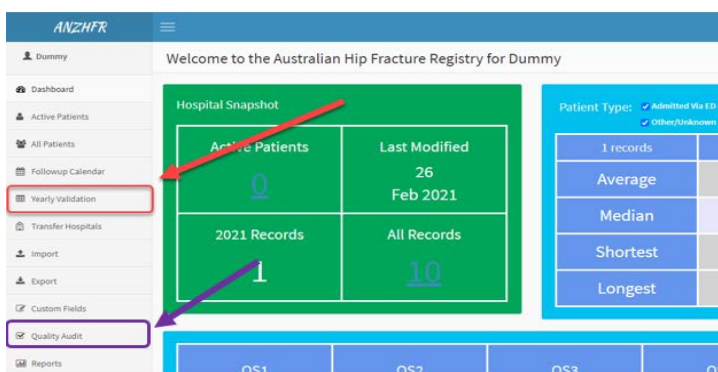 ANZHFR
Dummy
Welcome to the Australian Hip Fracture Registry for Dummy
Dashboard
Active Patients
All Patients
Followup Calendar
Yearly Validation
Transfer Hospitals
Import
Export
Custom Fields
Quality Audit
Reports
Hospital Snapshot
Active Patients
0
Last Modified
26
Feb 2021
2021 Records
1
All Records
10
Patient Type:
Admitted Via ED
Other/Unknown
1 records
Average
Median
Shortest
Longest
QS1
QS2
QS3